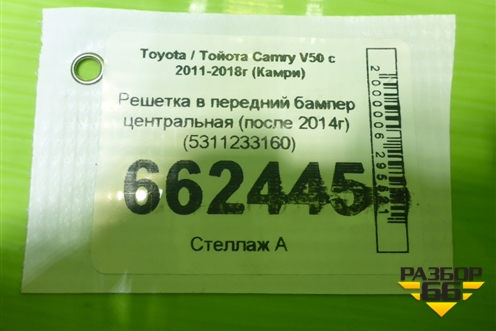 Toyota / Тойота Camry V50 с
2011-2018г (Камри)
Решетка в передний бампер
центральная (после 2014г)
(5311233160)
662445
Стеллаж А
РАЗБОР
66